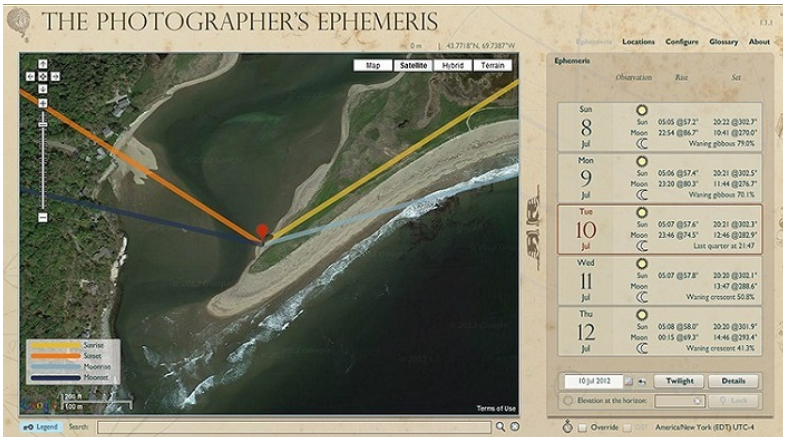 THE PHOTOGRAPHER'S EPHEMERIS
1.1.1
0 m | 43.7718°N, 69.7387°W
Ephemeris Locations Configure Glossary About
Map Satellite Hybrid Terrain
Ephemeris
Observation Rise Set
Sun
8
Jul
Sun 05:05 @57.2° 20:22 @302.7°
Moon 22:54 @86.7° 10:41 @270.0°
Waning gibbous 79.0%
Mon
9
Jul
Sun 05:06 @57.4° 20:21 @302.5°
Moon 23:20 @80.3° 11:44 @276.7°
Waning gibbous 70.1%
Tue
10
Jul
Sun 05:07 @57.6° 20:21 @302.3°
Moon 23:46 @74.5° 12:46 @282.9°
Last quarter at 21:47
Wed
11
Jul
Sun 05:07 @57.8° 20:20 @302.1°
Moon 13:47 @288.6°
Waning crescent 50.8%
Thu
12
Jul
Sun 05:08 @58.0° 20:20 @301.9°
Moon 00:15 @69.3° 14:46 @293.4°
Waning crescent 41.3%
Sunrise
Sunset
Moonrise
Moonset
200 ft
100 m
Terms of Use
10 Jul 2012 Twilight Details
Elevation at the horizon: Lock
Legend Search:
Override DST America/New York (EDT) UTC-4